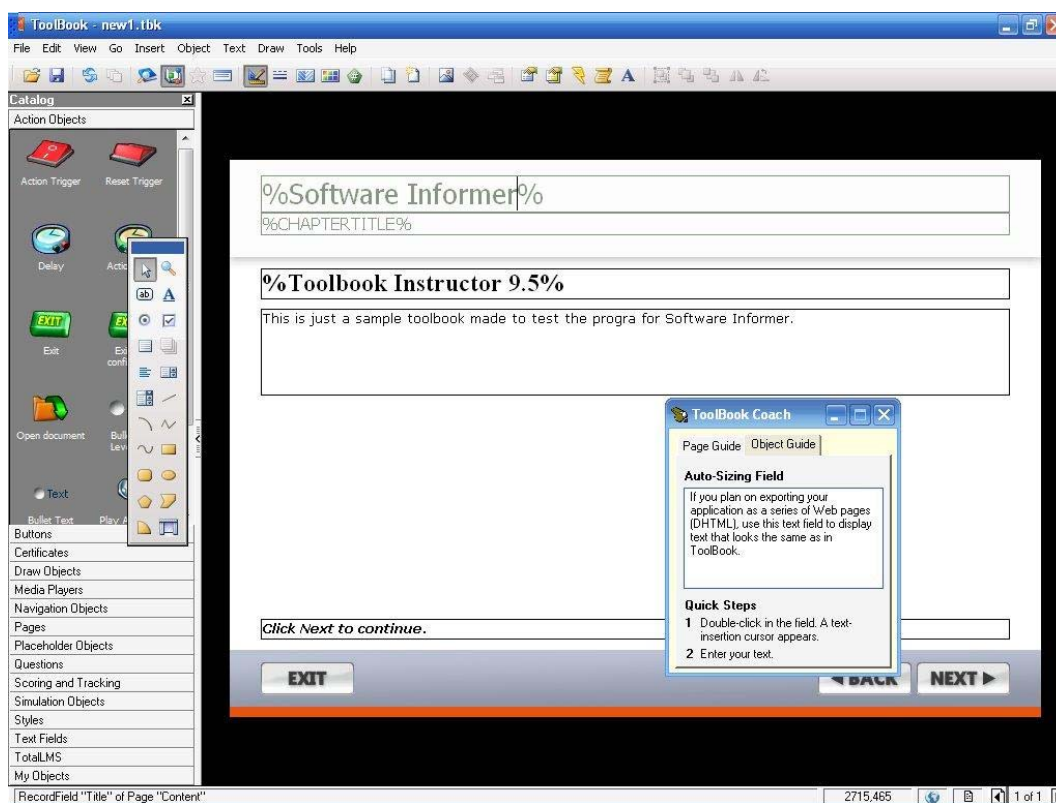 ToolBook - new1.tbk
File Edit View Go Insert Object Text Draw Tools Help
Catalog
Action Objects
Action Trigger Reset Trigger
Delay
Exit
Open document
Text
Bullet Text
Buttons
Certificates
Draw Objects
Media Players
Navigation Objects
Pages
Placeholder Objects
Questions
Scoring and Tracking
Simulation Objects
Styles
Text Fields
TotalLMS
My Objects
%Software Informer%
%CHAPTERTITLE%
%Toolbook Instructor 9.5%
This is just a sample toolbook made to test the progra for Software Informer.
Click Next to continue.
EXIT
BACK
NEXT
ToolBook Coach
Page Guide Object Guide
Auto-Sizing Field
If you plan on exporting your
application as a series of Web pages
(DHTML), use this text field to display
text that looks the same as in
ToolBook.
Quick Steps
1 Double-click in the field. A text-
insertion cursor appears.
2 Enter your text.
RecordField "Title" of Page "Content"
2715,465
1 of 1